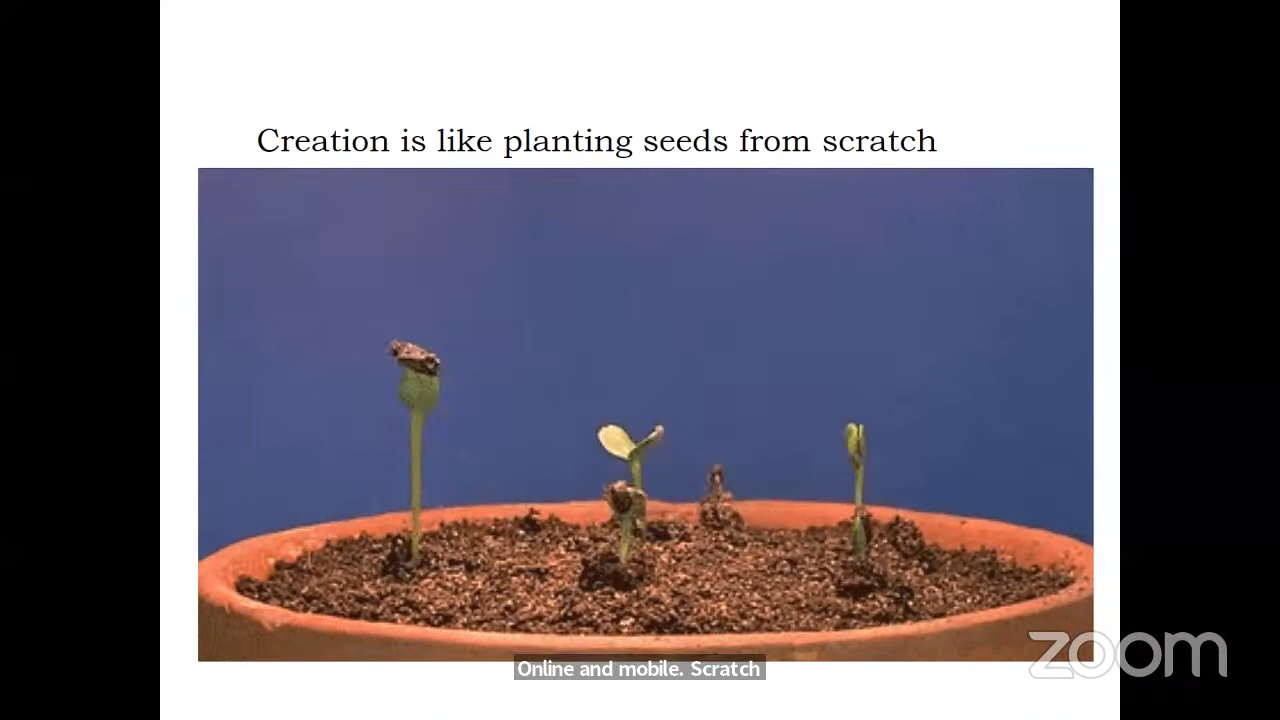 Creation is like planting seeds from scratch
Online and mobile. Scratch
zoom